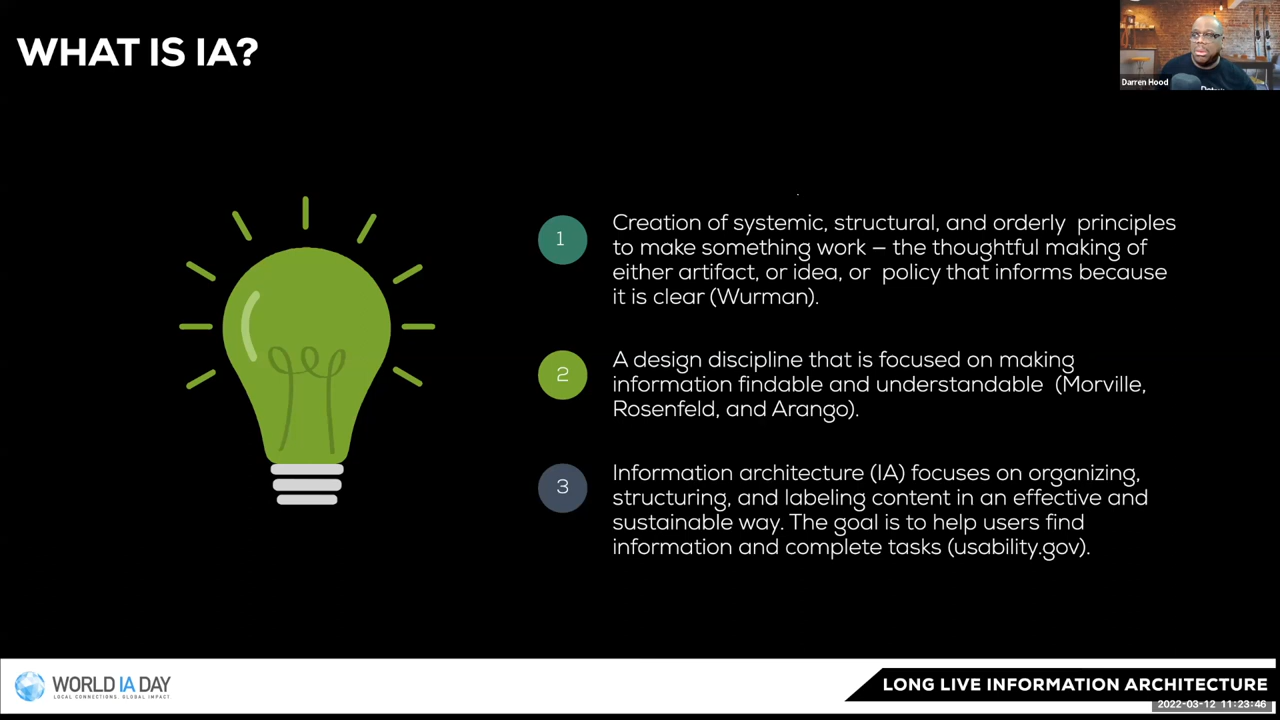 WHAT IS IA?
Darren Hood
1
Creation of systemic, structural, and orderly principles
to make something work – the thoughtful making of
either artifact, or idea, or policy that informs because
it is clear (Wurman).
2
A design discipline that is focused on making
information findable and understandable (Morville,
Rosenfeld, and Arango).
3
Information architecture (IA) focuses on organizing,
structuring, and labeling content in an effective and
sustainable way. The goal is to help users find
information and complete tasks (usability.gov).
WORLD IA DAY
LOCAL CONNECTIONS. GLOBAL IMPACT
LONG LIVE INFORMATION ARCHITECTURE
2022-03-12 11:23:46